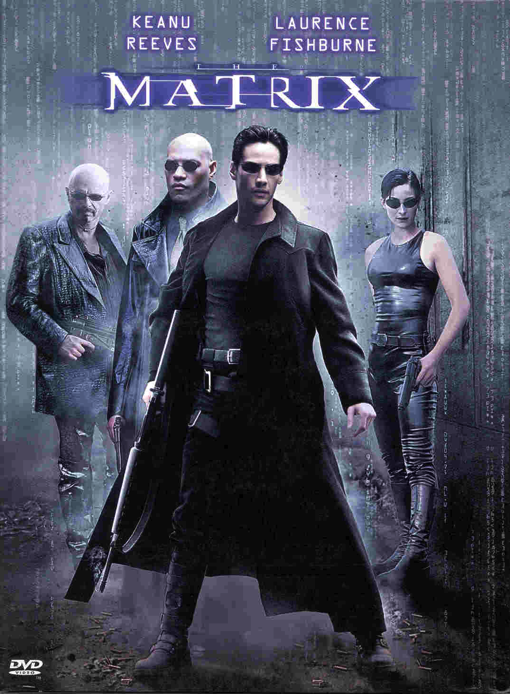 KEANU
REEVES
LAURENCE
FISHBURNE
THE
MATRIX
DVD
VIDEO